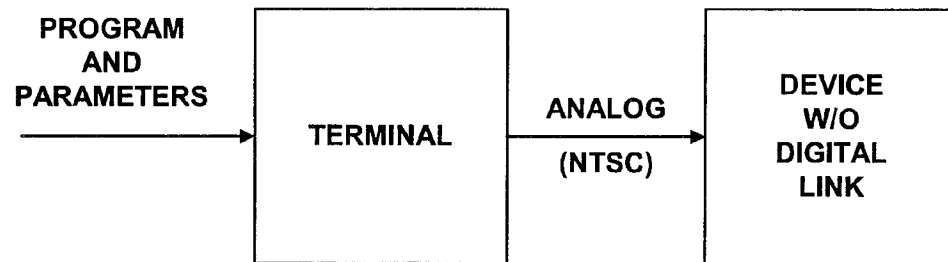 PROGRAM
AND
PARAMETERS
TERMINAL
ANALOG
(NTSC)
DEVICE
W/O
DIGITAL
LINK